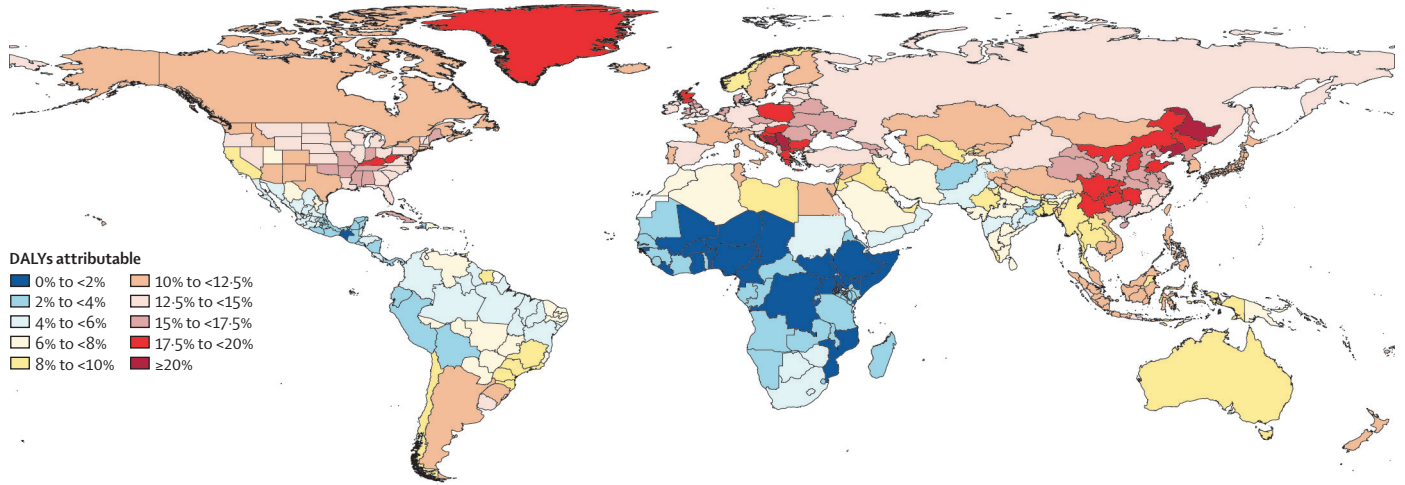 DALYs attributable
0% to <2%
2% to <4%
4% to <6%
6% to <8%
8% to <10%
10% to <12·5%
12·5% to <15%
15% to <17·5%
17·5% to <20%
≥20%